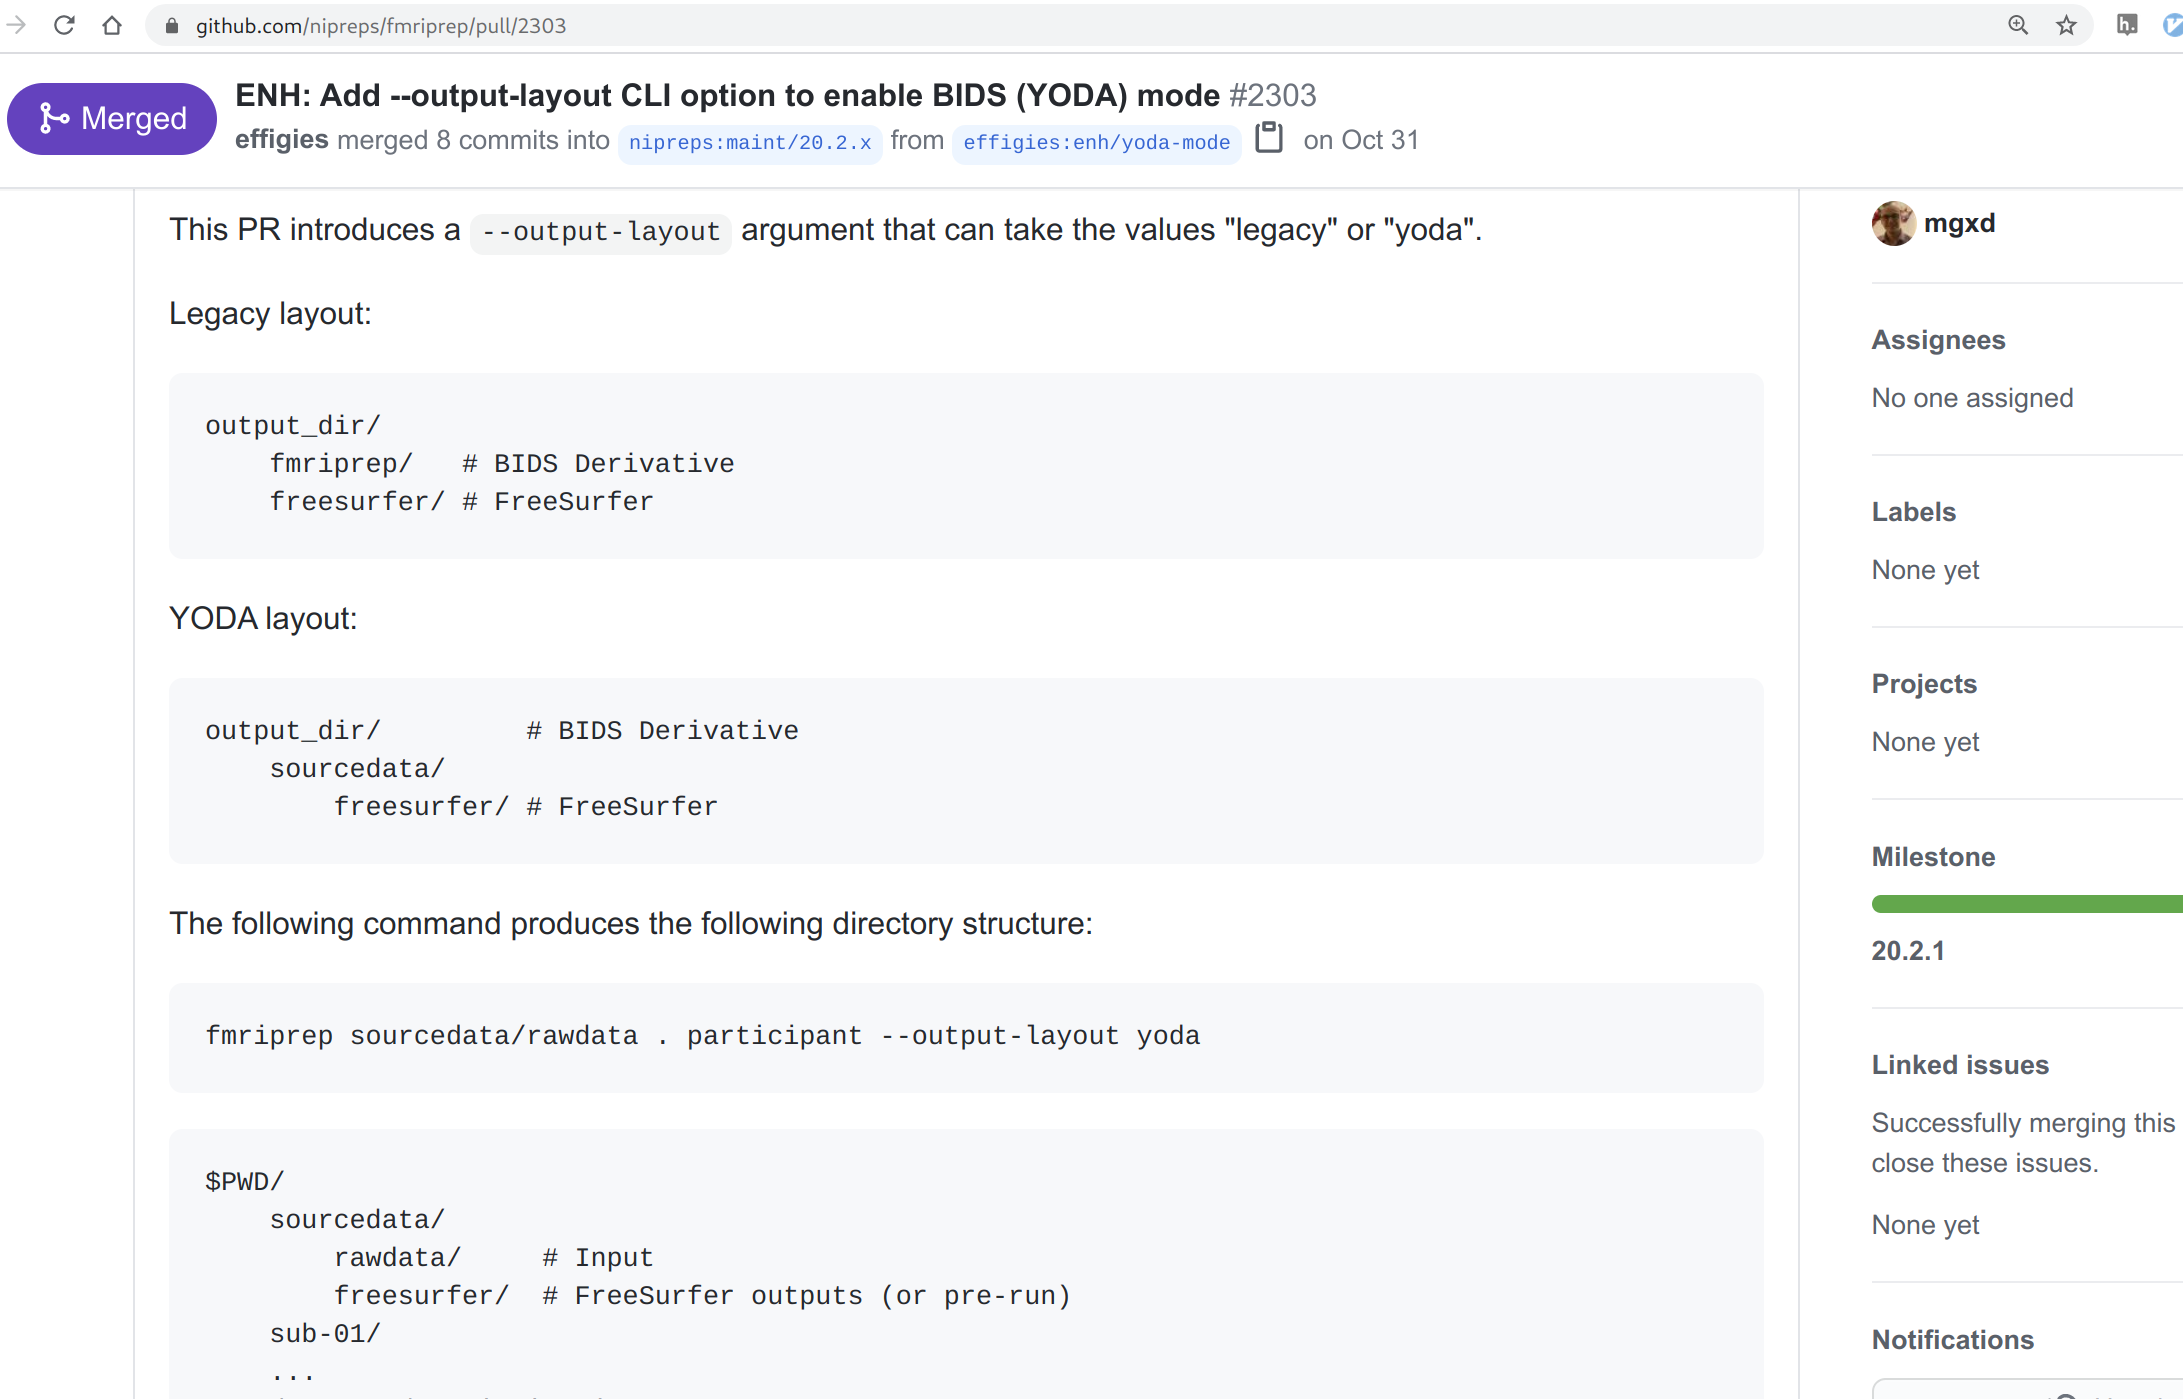 github.com/nipreps/fmriprep/pull/2303
h.
Merged
ENH: Add --output-layout CLI option to enable BIDS (YODA) mode #2303
effigies merged 8 commits into nipreps:maint/20.2.x from effigies:enh/yoda-mode on Oct 31
This PR introduces a --output-layout argument that can take the values "legacy" or "yoda".
Legacy layout:
output_dir/
    fmriprep/   # BIDS Derivative
    freesurfer/ # FreeSurfer
YODA layout:
output_dir/         # BIDS Derivative
    sourcedata/
        freesurfer/ # FreeSurfer
The following command produces the following directory structure:
fmriprep sourcedata/rawdata . participant --output-layout yoda
$PWD/
    sourcedata/
        rawdata/     # Input
        freesurfer/  # FreeSurfer outputs (or pre-run)
    sub-01/
    ...
mgxd
Assignees
No one assigned
Labels
None yet
Projects
None yet
Milestone
20.2.1
Linked issues
Successfully merging this
close these issues.
None yet
Notifications